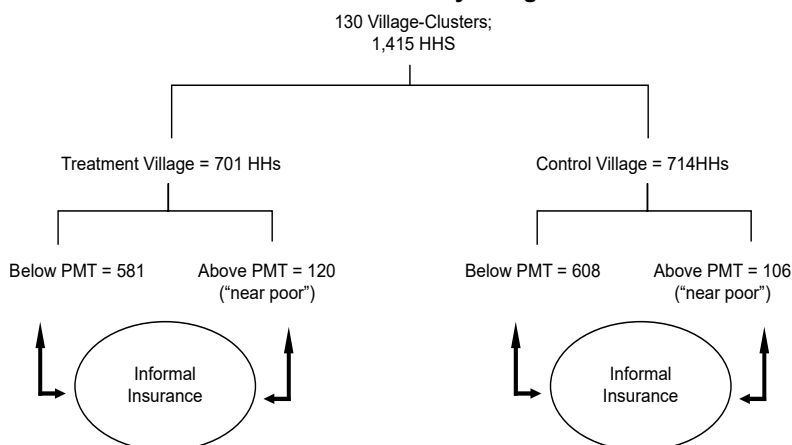 130 Village-Clusters;
1,415 HHS
Treatment Village = 701 HHs
Control Village = 714HHs
Below PMT = 581
Above PMT = 120
(“near poor”)
Below PMT = 608
Above PMT = 106
(“near poor”)
Informal
Insurance
Informal
Insurance